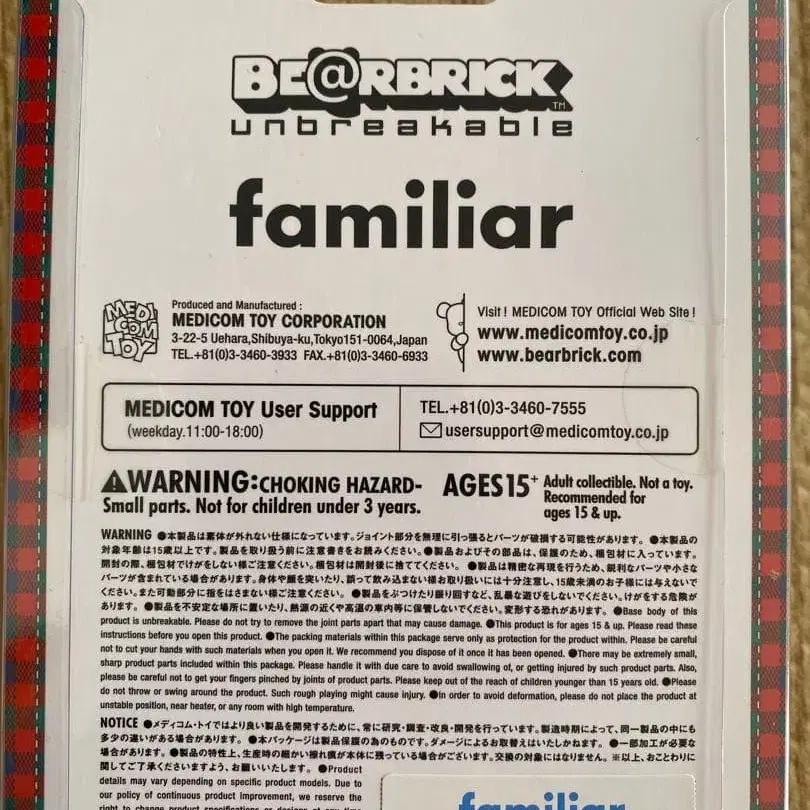 BE@RBRICK TM
unbreakable
familiar
MEDI COM TOY
Produced and Manufactured :
MEDICOM TOY CORPORATION
3-22-5 Uehara,Shibuya-ku,Tokyo151-0064,Japan
TEL.+81(0)3-3460-3933 FAX.+81(0)3-3460-6933
Visit ! MEDICOM TOY Official Web Site !
www.medicomtoy.co.jp
www.bearbrick.com
MEDICOM TOY User Support
(weekday.11:00-18:00)
TEL.+81(0)3-3460-7555
usersupport@medicomtoy.co.jp
WARNING:CHOKING HAZARD-
Small parts. Not for children under 3 years.
AGES15+ Adult collectible. Not a toy.
Recommended for
ages 15 & up.
WARNING ●本製品は素体が外れない仕様になっています。ジョイント部分を無理に引っ張るとパーツが破損する可能性があります。 ●本製品の
対象年齢は15歳以上です。製品を取り扱う前に注意書きをお読みください。●製品およびその部品は、保護のため、梱包材に入っています。
開封の際、梱包材でけがをしない様ご注意ください。梱包材は開封後に捨ててください。 ●製品は精密な再現を行うため、鋭利なパーツや小さな
パーツが含まれている場合があります。身体や顔を突いたり、誤って飲み込まない様お取り扱いには十分注意し、15歳未満のお子様には与えないで
ください。また可動部分に指をはさまない様ご注意ください。 ●製品をぶつけたり振り回すなど、乱暴な遊びをしないでください。けがをする危険が
あります。 ●製品を不安定な場所に置いたり、熱源の近くや高温の車内等に保管しないでください。変形する恐れがあります。 ●Base body of this
product is unbreakable. Please do not try to remove the joint parts apart that may cause damage. ●This product is for ages 15 & up. Please read these
instructions before you open this product. ●The packing materials within this package serve only as protection for the product within. Please be careful
not to cut your hands with such materials when you open it. We recommend you dispose of it once it has been opened. ●There may be extremely small,
sharp product parts included within this package. Please handle it with due care to avoid swallowing of, or getting injured by such product parts. Also,
please be careful not to get your fingers pinched by joints of product parts. Please keep out of the reach of children younger than 15 years old. ●Please
do not throw or swing around the product. Such rough playing might cause injury. ●In order to avoid deformation, please do not place the product at
unstable position, near heater, or any room with high temperature.
NOTICE ●メディコム・トイではより良い製品を開発するために、常に研究・調査・改良・開発を行っています。製造時期によって、同一製品の中にも
多少の違いがある場合があります。 ●本パッケージは製品保護の為のものです。ダメージによるお取替えはいたしかねます。 ●一部加工が必要な
場合があります。 ●製品の特性上、生産時の細かい擦れ痕が本体に残っている場合がございます。交換の対象にはなりません。 ※以上、おことわりに
関してご了承くださいますよう、お願いいたします。 ●Product
details may vary depending on specific product models. Due to
our policy of continuous product improvement, we reserve the
right to change product specifications or designs at any time
familiar